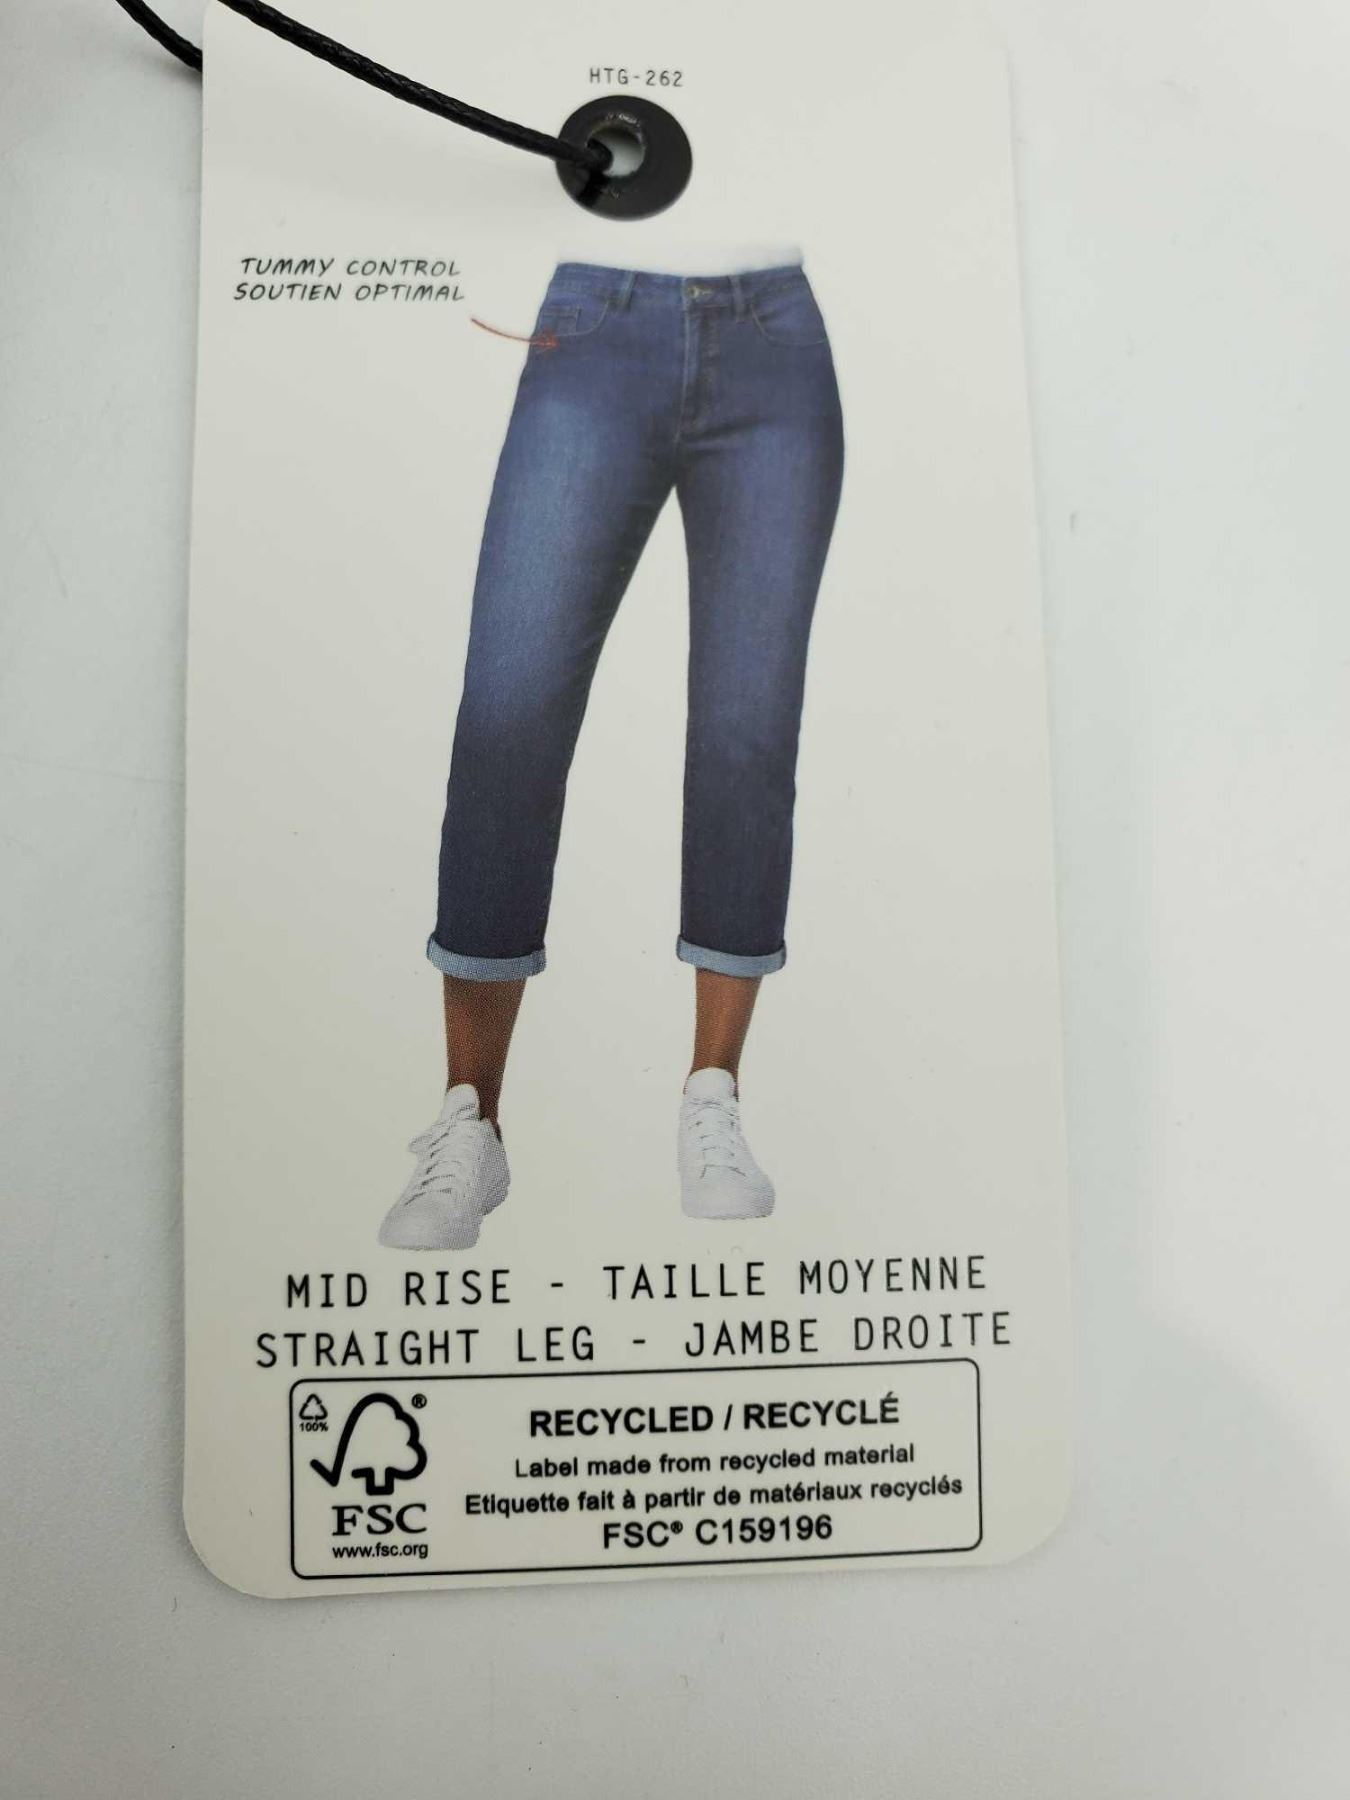 HTG-262
TUMMY CONTROL
SOUTIEN OPTIMAL
MID RISE - TAILLE MOYENNE
STRAIGHT LEG - JAMBE DROITE
100%
®
FSC
www.fsc.org
RECYCLED / RECYCLÉ
Label made from recycled material
Etiquette fait à partir de matériaux recyclés
FSC® C159196